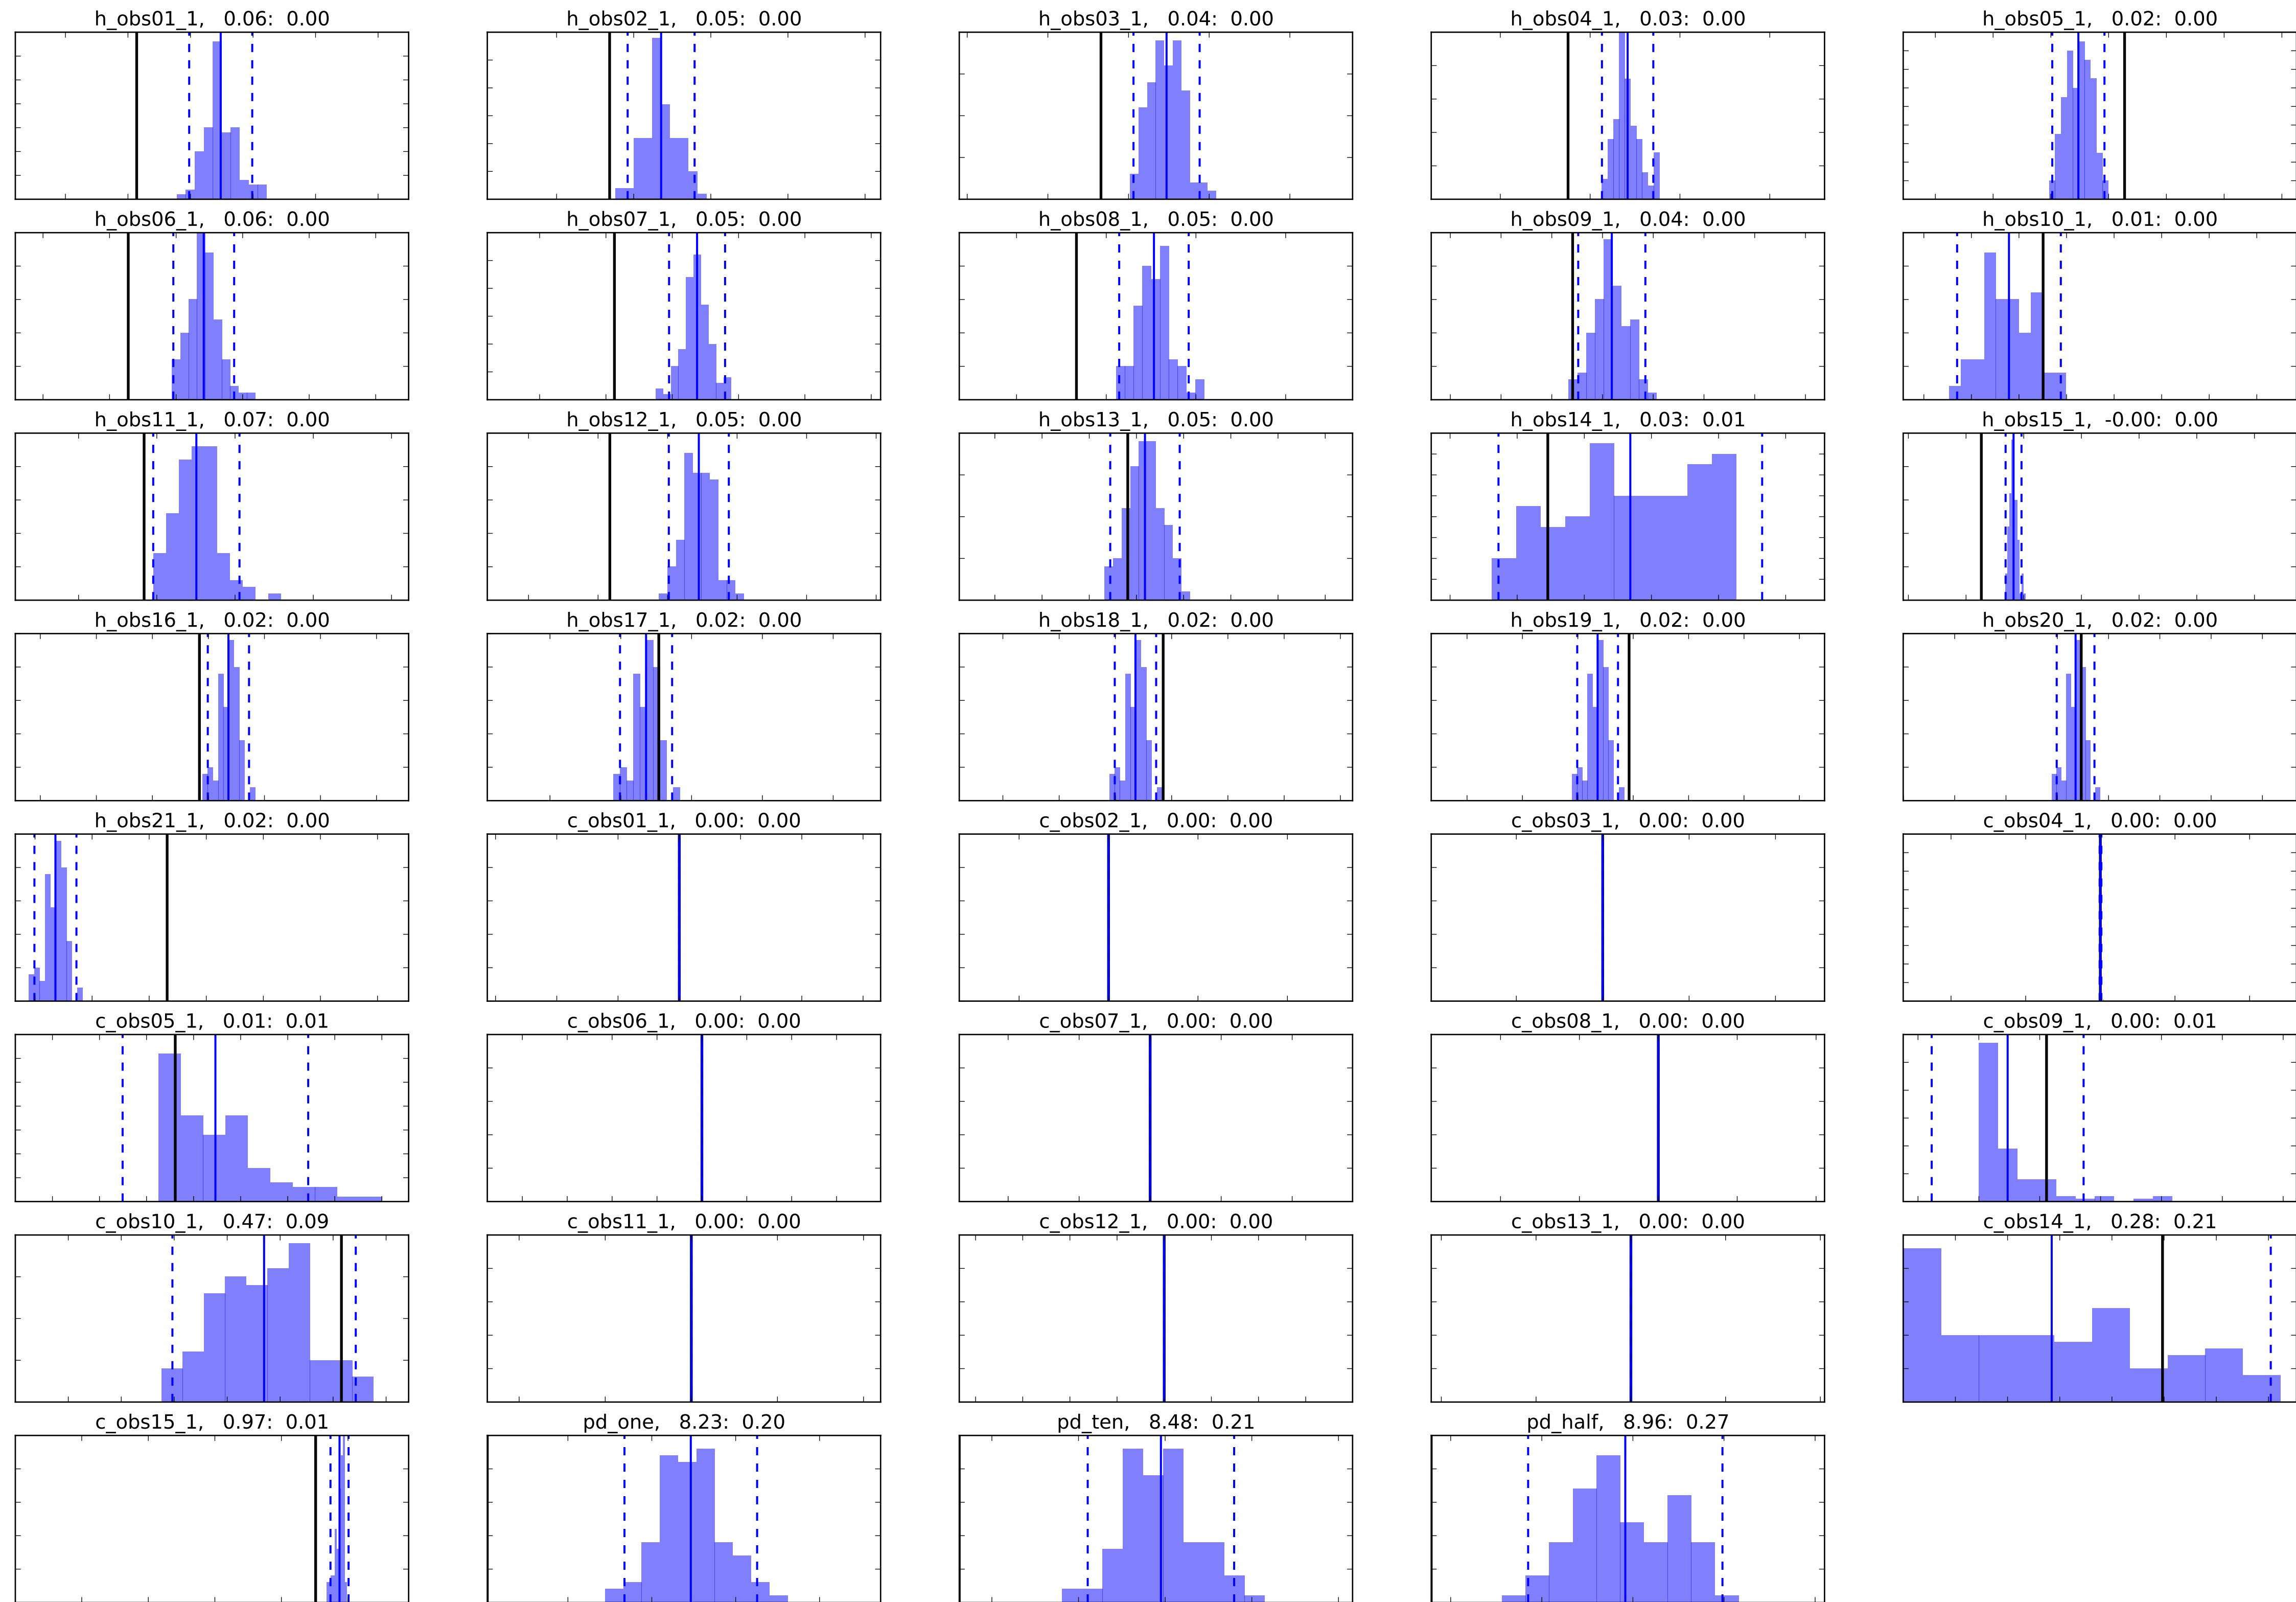 h_obs01_1,   0.06:  0.00
h_obs02_1,   0.05:  0.00
h_obs03_1,   0.04:  0.00
h_obs04_1,   0.03:  0.00
h_obs05_1,   0.02:  0.00
h_obs06_1,   0.06:  0.00
h_obs07_1,   0.05:  0.00
h_obs08_1,   0.05:  0.00
h_obs09_1,   0.04:  0.00
h_obs10_1,   0.01:  0.00
h_obs11_1,   0.07:  0.00
h_obs12_1,   0.05:  0.00
h_obs13_1,   0.05:  0.00
h_obs14_1,   0.03:  0.01
h_obs15_1,  -0.00:  0.00
h_obs16_1,   0.02:  0.00
h_obs17_1,   0.02:  0.00
h_obs18_1,   0.02:  0.00
h_obs19_1,   0.02:  0.00
h_obs20_1,   0.02:  0.00
h_obs21_1,   0.02:  0.00
c_obs01_1,   0.00:  0.00
c_obs02_1,   0.00:  0.00
c_obs03_1,   0.00:  0.00
c_obs04_1,   0.00:  0.00
c_obs05_1,   0.01:  0.01
c_obs06_1,   0.00:  0.00
c_obs07_1,   0.00:  0.00
c_obs08_1,   0.00:  0.00
c_obs09_1,   0.00:  0.01
c_obs10_1,   0.47:  0.09
c_obs11_1,   0.00:  0.00
c_obs12_1,   0.00:  0.00
c_obs13_1,   0.00:  0.00
c_obs14_1,   0.28:  0.21
c_obs15_1,   0.97:  0.01
pd_one,   8.23:  0.20
pd_ten,   8.48:  0.21
pd_half,   8.96:  0.27